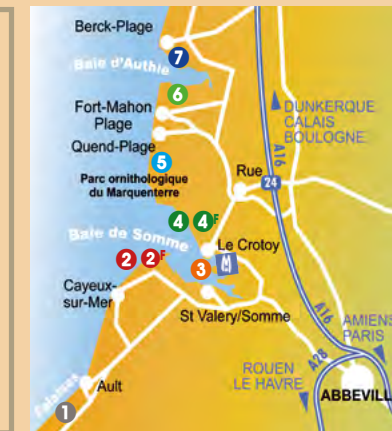 Berck-Plage
7
Baie d'Authie
6
Fort-Mahon
Plage
DUNKERQUE
CALAIS
BOULOGNE
A16
Quend-Plage
5
Parc ornithologique
du Marquenterre
Rue
24
4 4F
Baie de Somme
Le Crotoy
2 2F
3
Cayeux-
sur-Mer
St Valery/Somme
A16
AMIENS
PARIS
A28
ROUEN
LE HAVRE
ABBEVILL
Ault
Falaises
1